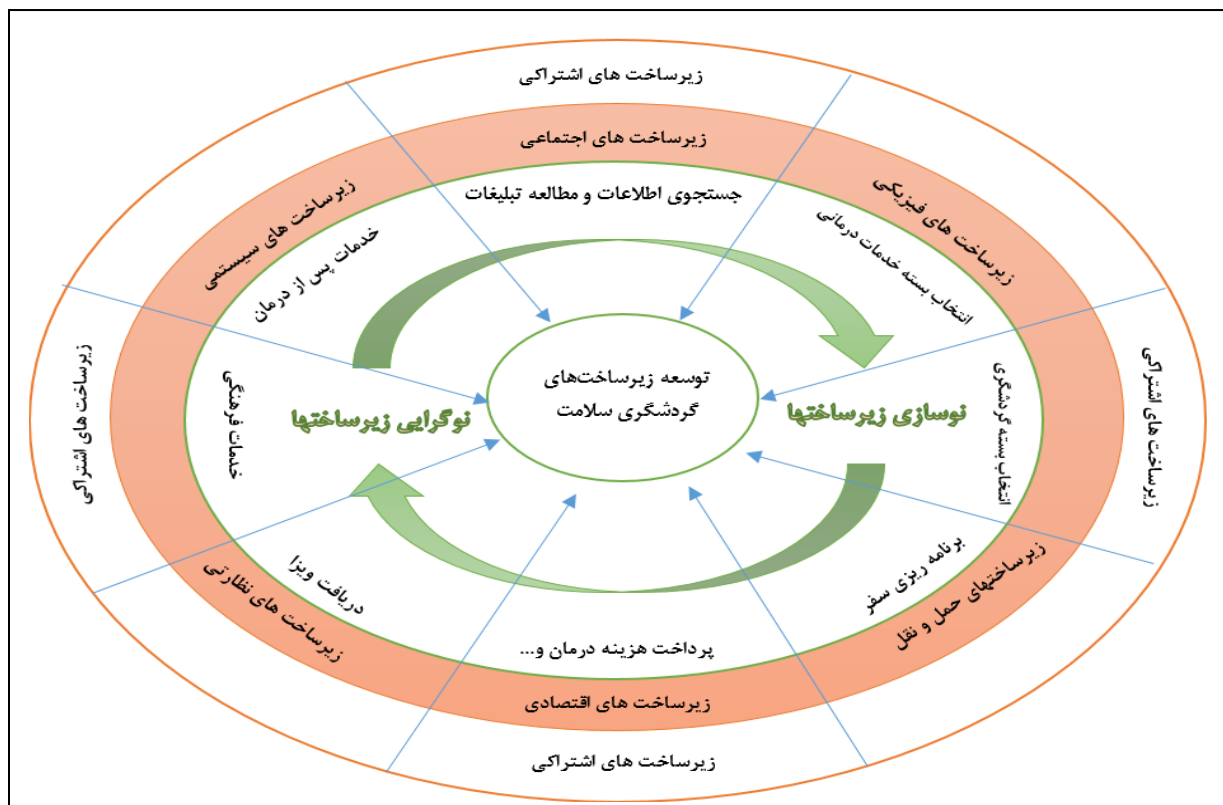 زیرساخت های اشتراکی
زیرساخت های اجتماعی
جستجوی اطلاعات و مطالعه تبلیغات
زیرساخت های فیزیکی
انتخاب بسته خدمات درمانی
زیرساخت های سیستمی
خدمات پس از درمان
زیرساخت های اشتراکی
انتخاب بسته گردشگری
نوسازی زیرساختها
توسعه زیرساخت‌های
گردشگری سلامت
نوگرایی زیرساختها
خدمات فرهنگی
زیرساخت های اشتراکی
برنامه ریزی سفر
زیرساختهای حمل و نقل
دریافت ویزا
زیرساخت های نظارتی
پرداخت هزینه درمان و...
زیرساخت های اقتصادی
زیرساخت های اشتراکی